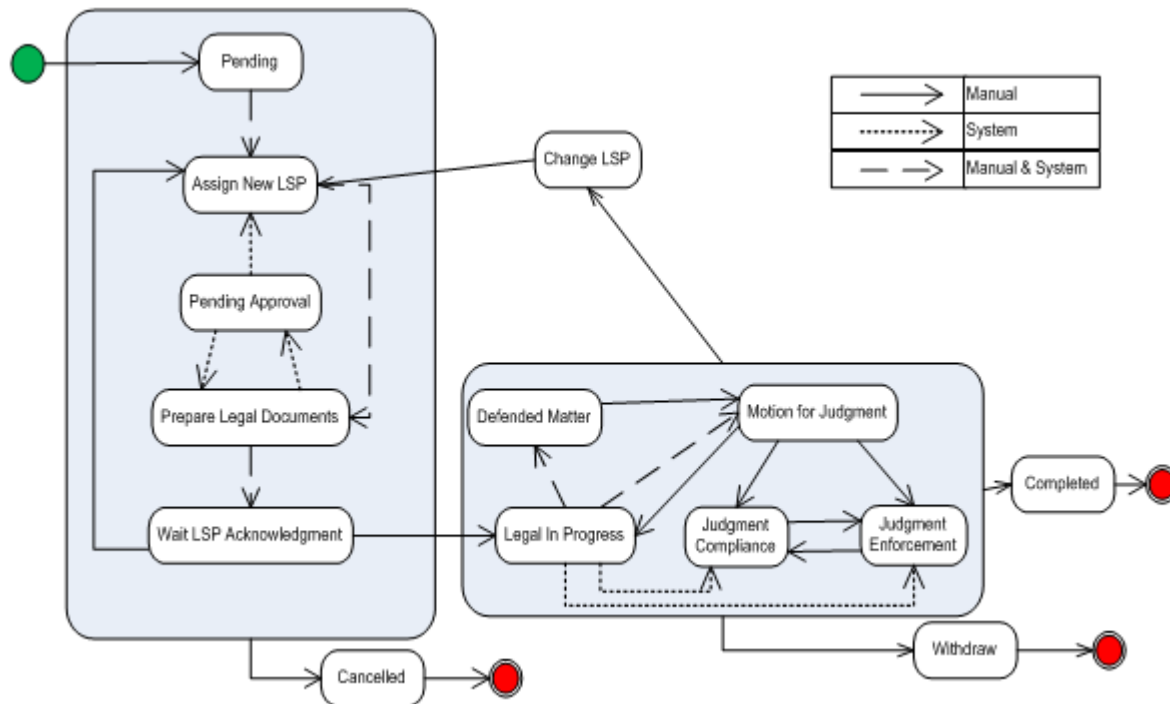 Pending
Manual
System
Manual & System
Change LSP
Assign New LSP
Pending Approval
Prepare Legal Documents
Defended Matter
Motion for Judgment
Completed
Wait LSP Acknowledgment
Legal In Progress
Judgment
Compliance
Judgment
Enforcement
Withdraw
Cancelled